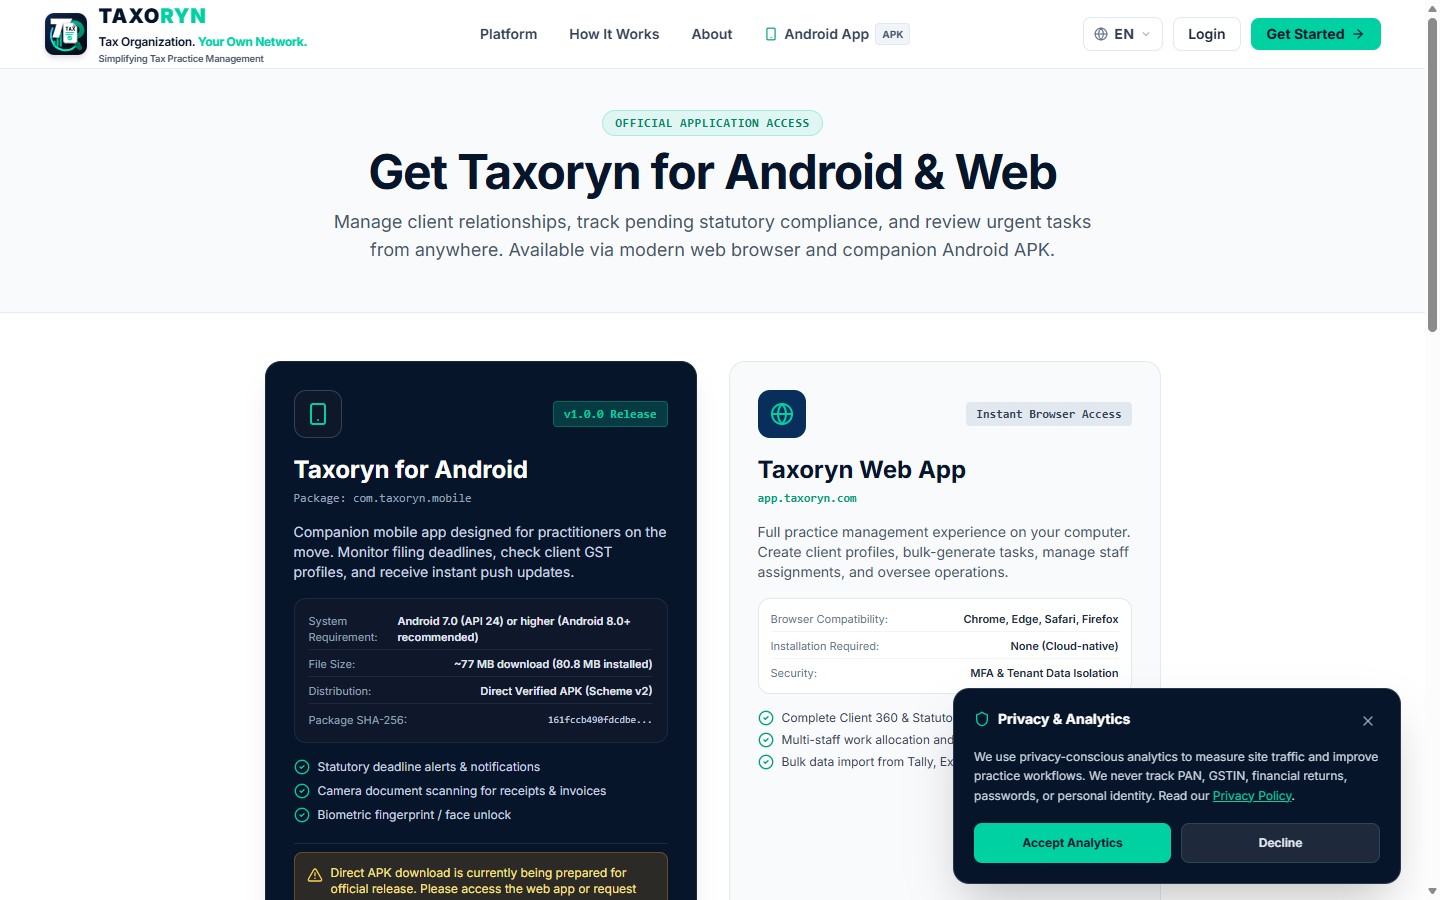 TAXORYN
Tax Organization. Your Own Network.
Simplifying Tax Practice Management
Platform
How It Works
About
Android App APK
EN
Login
Get Started
OFFICIAL APPLICATION ACCESS
Get Taxoryn for Android & Web
Manage client relationships, track pending statutory compliance, and review urgent tasks
from anywhere. Available via modern web browser and companion Android APK.
v1.0.0 Release
Taxoryn for Android
Package: com.taxoryn.mobile
Companion mobile app designed for practitioners on the
move. Monitor filing deadlines, check client GST
profiles, and receive instant push updates.
System Requirement: Android 7.0 (API 24) or higher (Android 8.0+ recommended)
File Size: ~77 MB download (80.8 MB installed)
Distribution: Direct Verified APK (Scheme v2)
Package SHA-256: 161fccb490fdcdbe...
Statutory deadline alerts & notifications
Camera document scanning for receipts & invoices
Biometric fingerprint / face unlock
Direct APK download is currently being prepared for
official release. Please access the web app or request
Instant Browser Access
Taxoryn Web App
app.taxoryn.com
Full practice management experience on your computer.
Create client profiles, bulk-generate tasks, manage staff
assignments, and oversee operations.
Browser Compatibility: Chrome, Edge, Safari, Firefox
Installation Required: None (Cloud-native)
Security: MFA & Tenant Data Isolation
Complete Client 360 & Statuto
Multi-staff work allocation and
Bulk data import from Tally, Ex
Privacy & Analytics
We use privacy-conscious analytics to measure site traffic and improve
practice workflows. We never track PAN, GSTIN, financial returns,
passwords, or personal identity. Read our Privacy Policy.
Accept Analytics
Decline